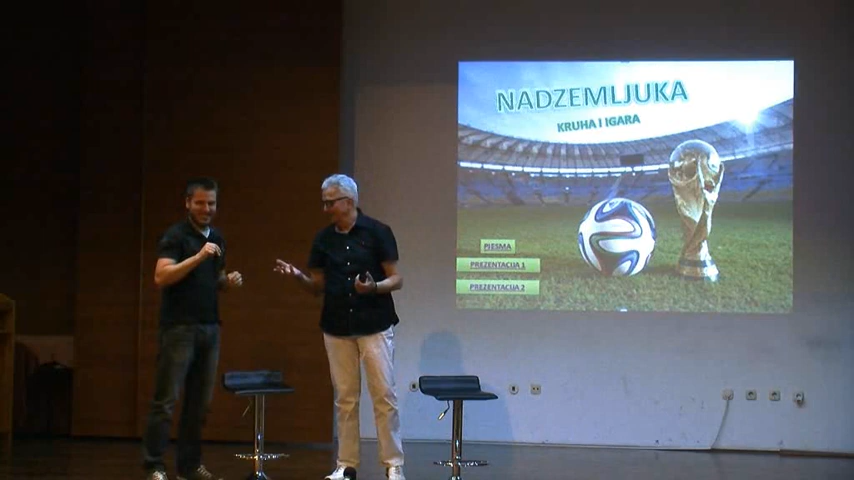 NADZEMLJUKA
KRUHA I IGARA
PJESMA
PREZENTACIJA 1
PREZENTACIJA 2